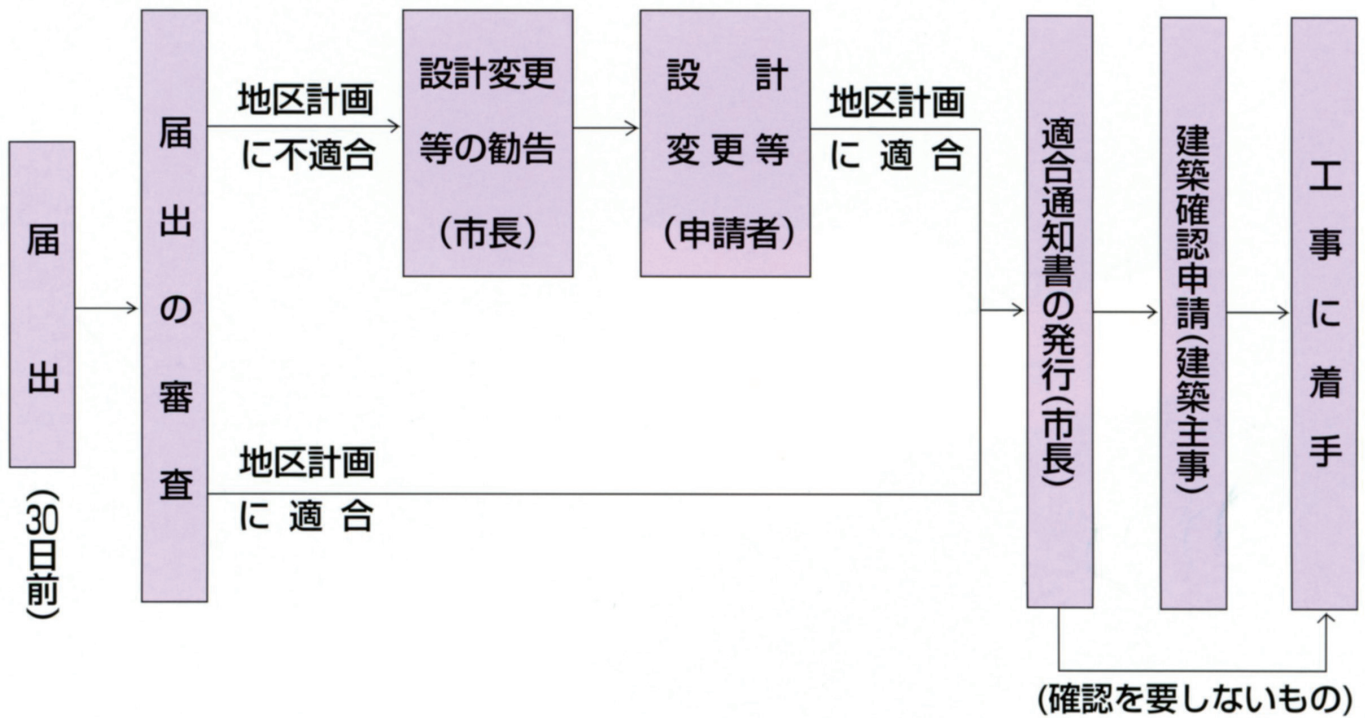 届出
(30日前)
届出の審査
地区計画
に不適合
設計変更
等の勧告
(市長)
設計
変更等
(申請者)
地区計画
に適合
地区計画
に適合
適合通知書の発行(市長)
建築確認申請(建築主事)
工事に着手
(確認を要しないもの)